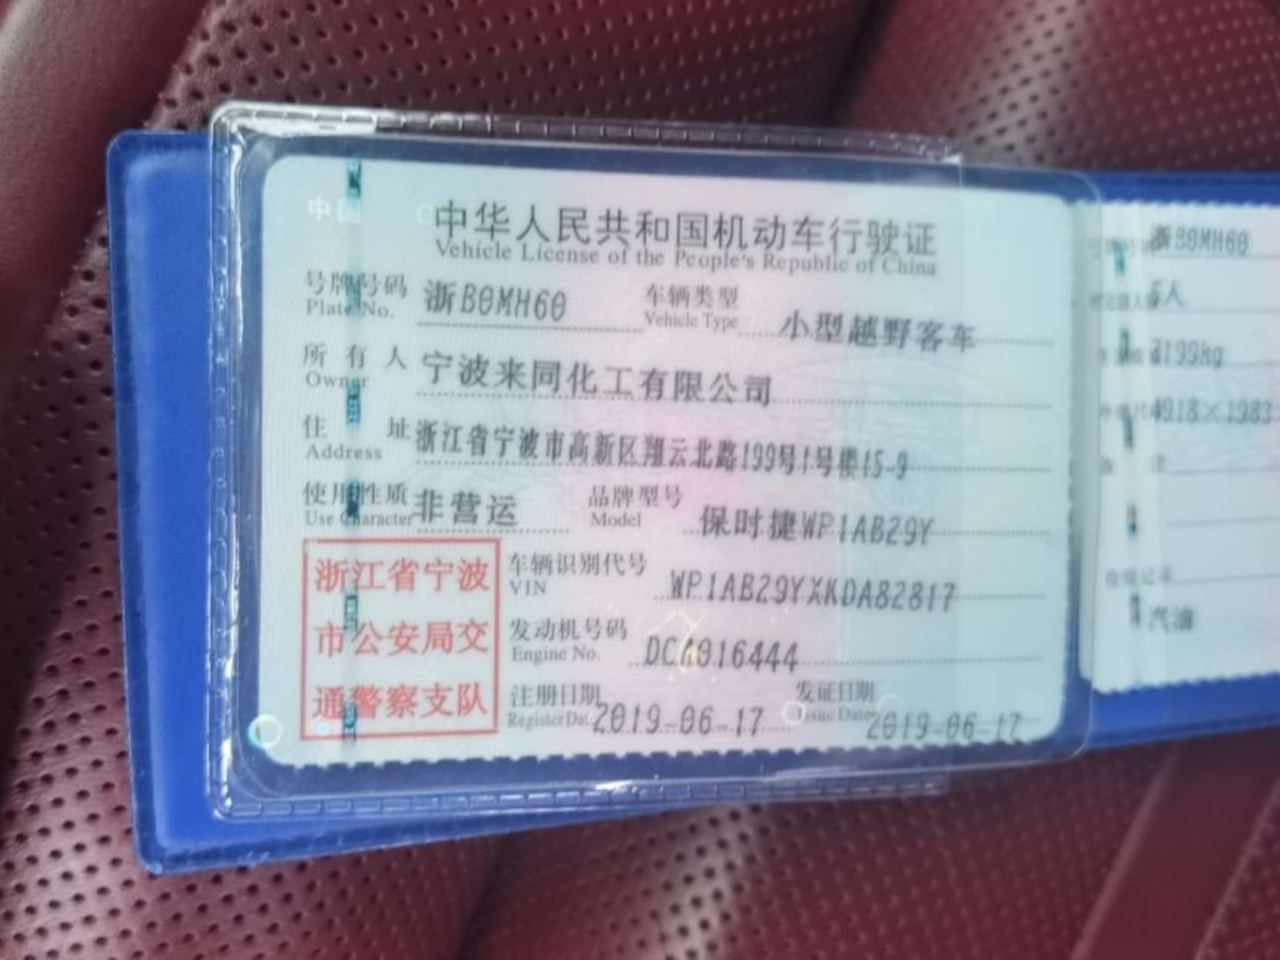 中华人民共和国机动车行驶证
Vehicle License of the People's Republic of China
号牌号码 浙B0MH60 车辆类型 小型越野客车
Plate No. Vehicle Type
所有人 宁波来同化工有限公司
Owner
住址 浙江省宁波市高新区翔云北路199号1号楼15-9
Address
使用性质 非营运 品牌型号 保时捷WP1AB29Y
Use Character Model
浙江省宁波
市公安局交
通警察支队
车辆识别代号 WP1AB29YXKDA82817
VIN
发动机号码 DCA016444
Engine No.
注册日期 2019-06-17 发证日期 2019-06-17
Register Date Issue Date
浙B0MH60
5人
4918×1983
汽油